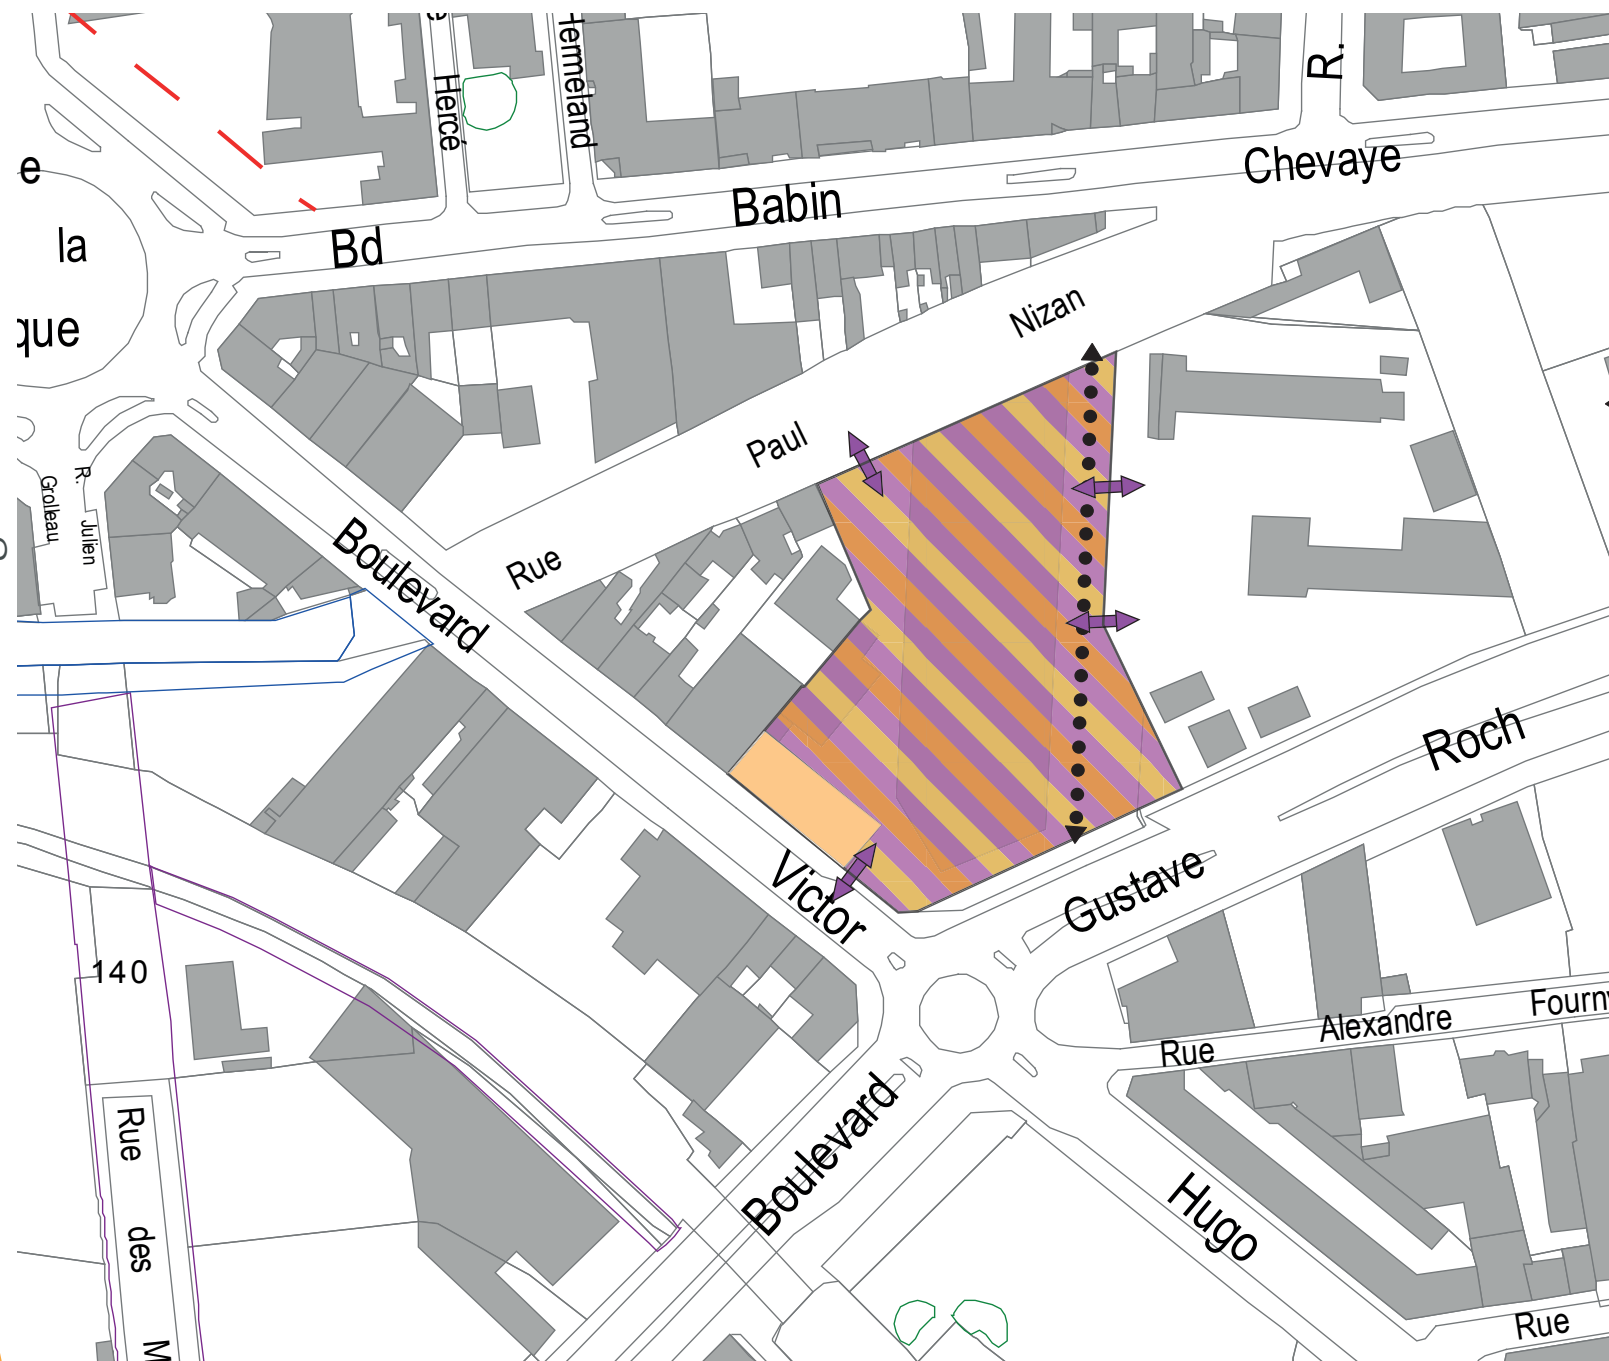 Hercé
Hermeland
R.
e
Chevaye
Babin
la
Bd
que
Nizan
Paul
R.
Julien
Grolleau
Rue
Boulevard
Roch
Gustave
Victor
140
Fourn
Alexandre
Rue
Boulevard
Rue
des
Hugo
Rue
M